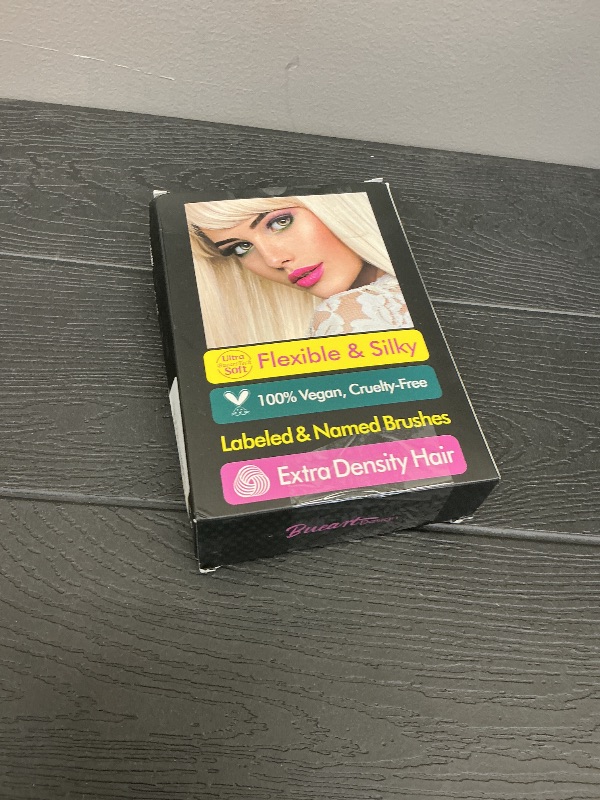 Ultra
Soft
Flexible & Silky
100% Vegan, Cruelty-Free
Labeled & Named Brushes
Extra Density Hair
Bueart